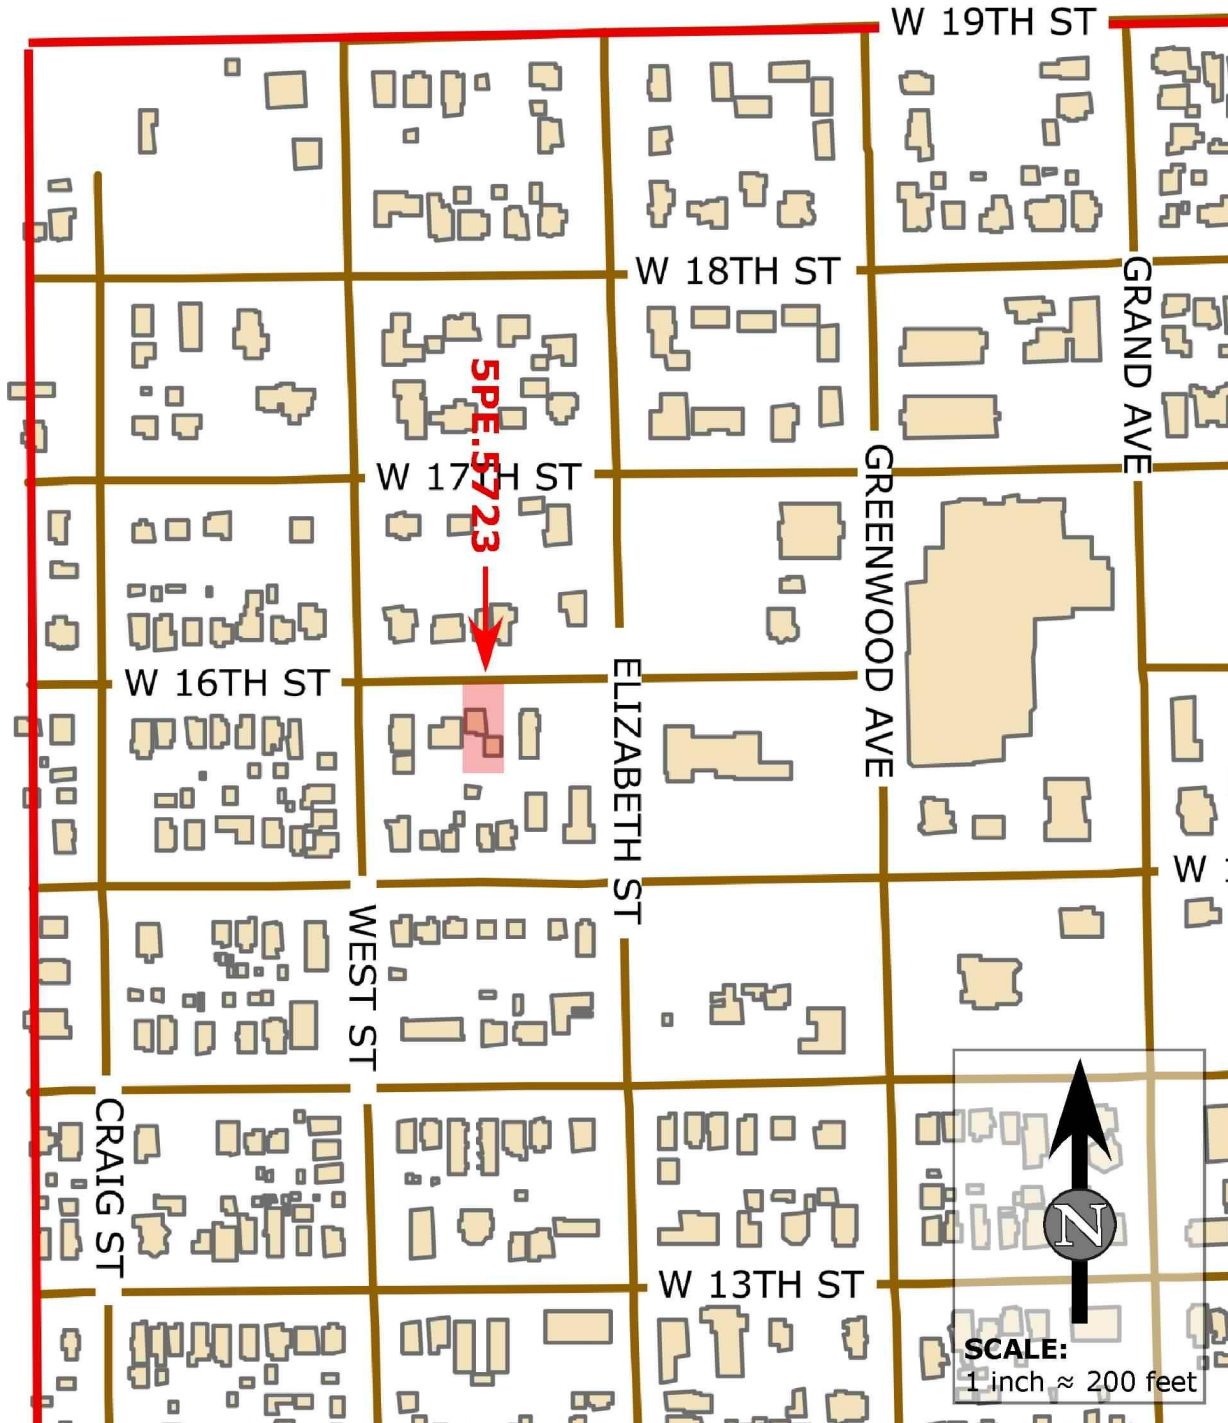 W 19TH ST
W 18TH ST
GRAND AVE
5PE.5723
W 17TH ST
GREENWOOD AVE
W 16TH ST
ELIZABETH ST
W 1
WEST ST
CRAIG ST
N
W 13TH ST
SCALE:
1 inch ≈ 200 feet